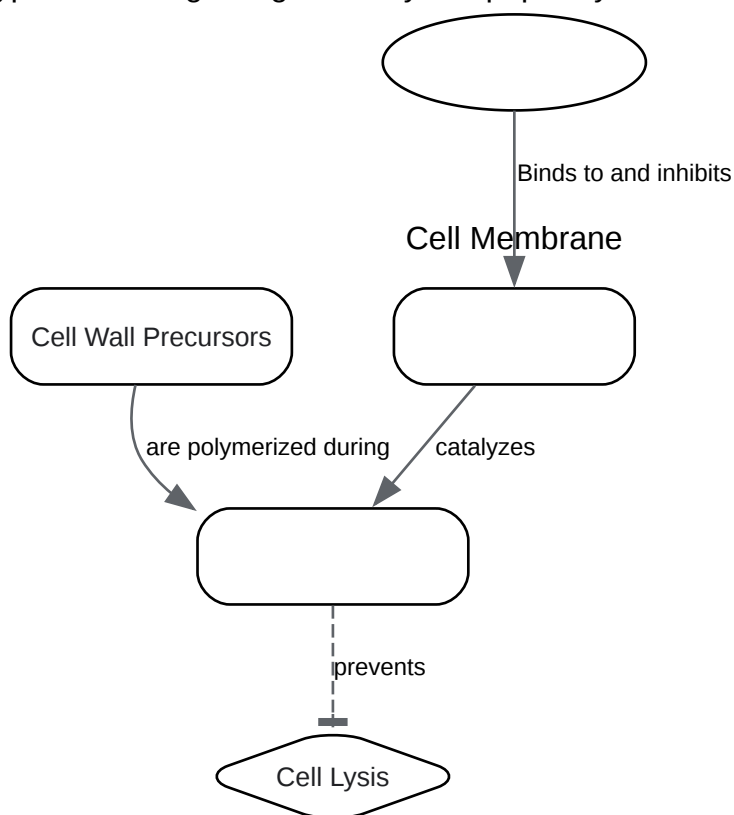 Binds to and inhibits
Cell Membrane
Cell Wall Precursors
are polymerized during
catalyzes
prevents
Cell Lysis